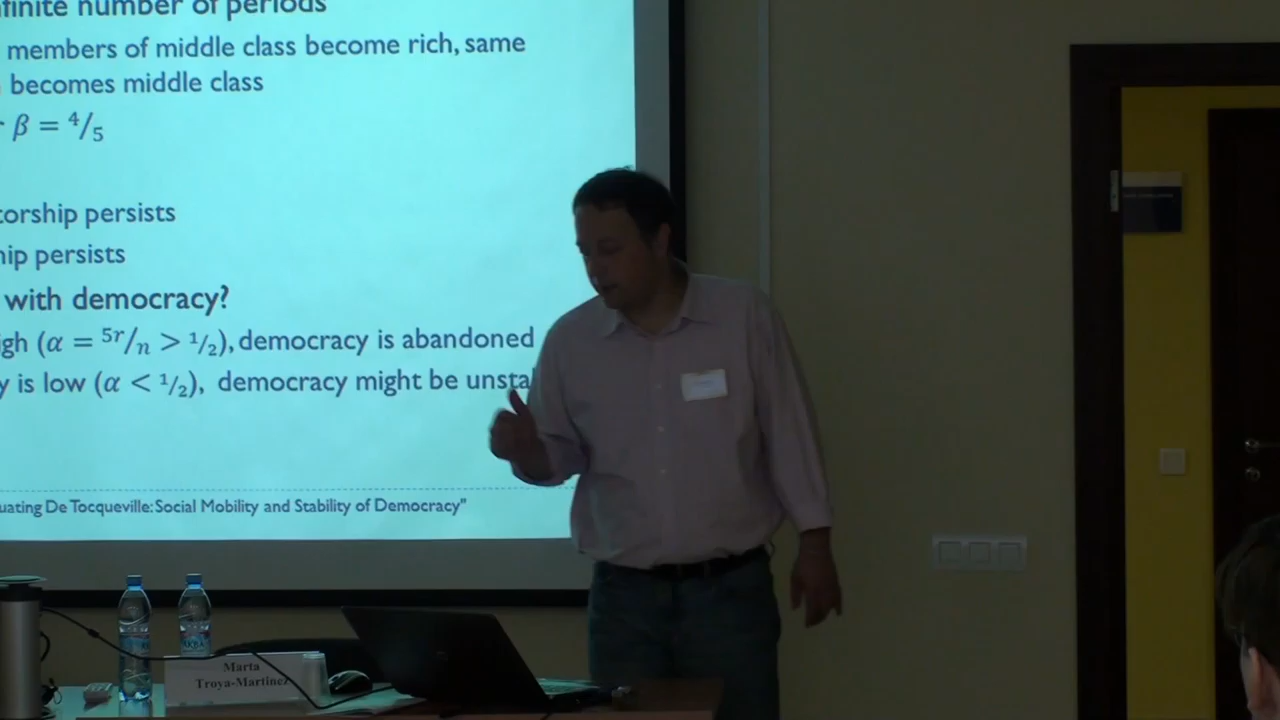 finite number of periods
members of middle class become rich, same
becomes middle class
β = 4/5
torship persists
hip persists
with democracy?
igh (α = 5r/n > 1/2), democracy is abandoned
y is low (α < 1/2), democracy might be unsta
uating De Tocqueville: Social Mobility and Stability of Democracy"
Marta
Troya-Martinez